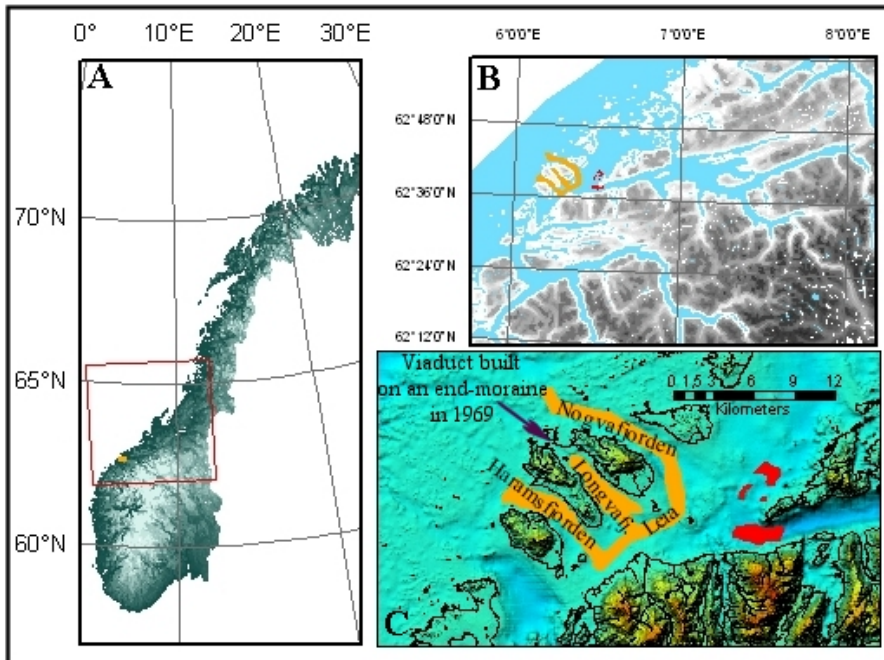 0° 10°E 20°E 30°E
A
70°N
65°N
60°N
6°0'0"E 7°0'0"E 8°0'0"E
B
62°48'0"N
62°36'0"N
62°24'0"N
62°12'0"N
Viaduct built
on an end-moraine
in 1969
0 1,5 3 6 9 12
Kilometers
Nogvafjorden
Longvafj.
Haramsfjorden
Leia
C